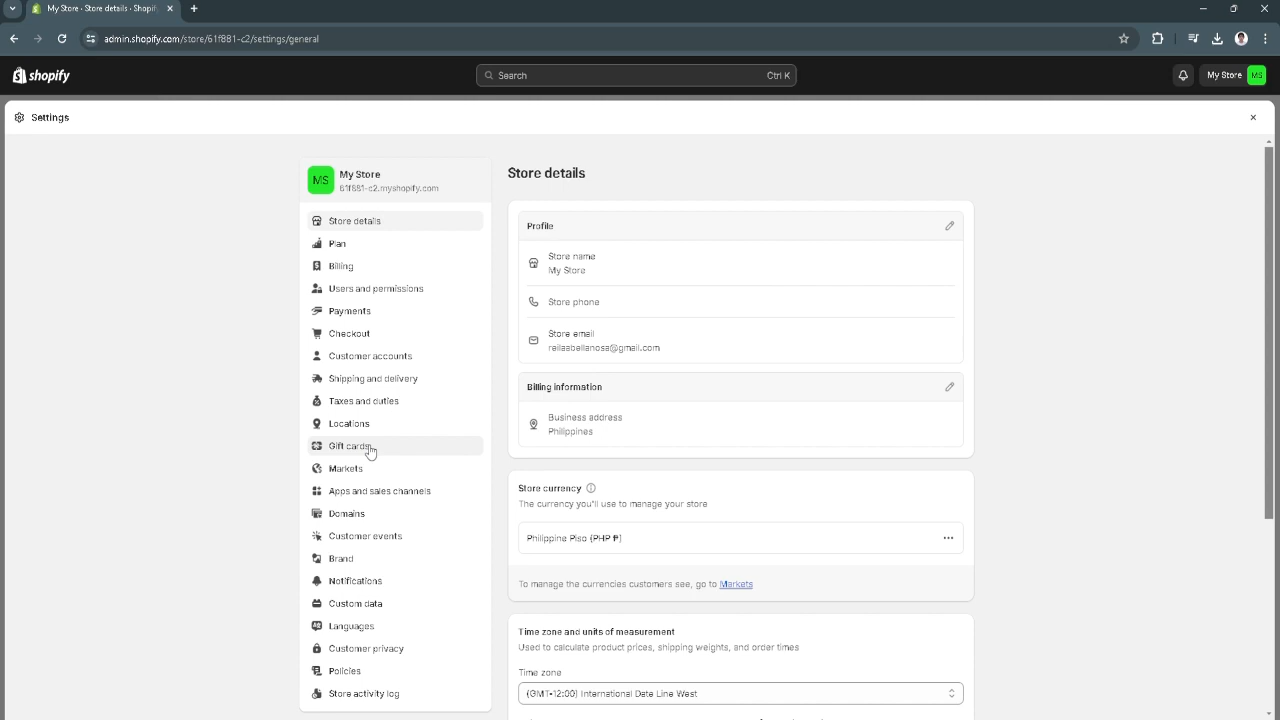 My Store · Store details · Shopif
admin.shopify.com/store/61f881-c2/settings/general
shopify
Search
Ctrl K
My Store
MS
Settings
MS
My Store
61f881-c2.myshopify.com
Store details
Plan
Billing
Users and permissions
Payments
Checkout
Customer accounts
Shipping and delivery
Taxes and duties
Locations
Gift cards
Markets
Apps and sales channels
Domains
Customer events
Brand
Notifications
Custom data
Languages
Customer privacy
Policies
Store activity log
Store details
Profile
Store name
My Store
Store phone
Store email
reilaabellanosa@gmail.com
Billing information
Business address
Philippines
Store currency
The currency you'll use to manage your store
Philippine Piso (PHP ₱)
To manage the currencies customers see, go to Markets
Time zone and units of measurement
Used to calculate product prices, shipping weights, and order times
Time zone
(GMT-12:00) International Date Line West